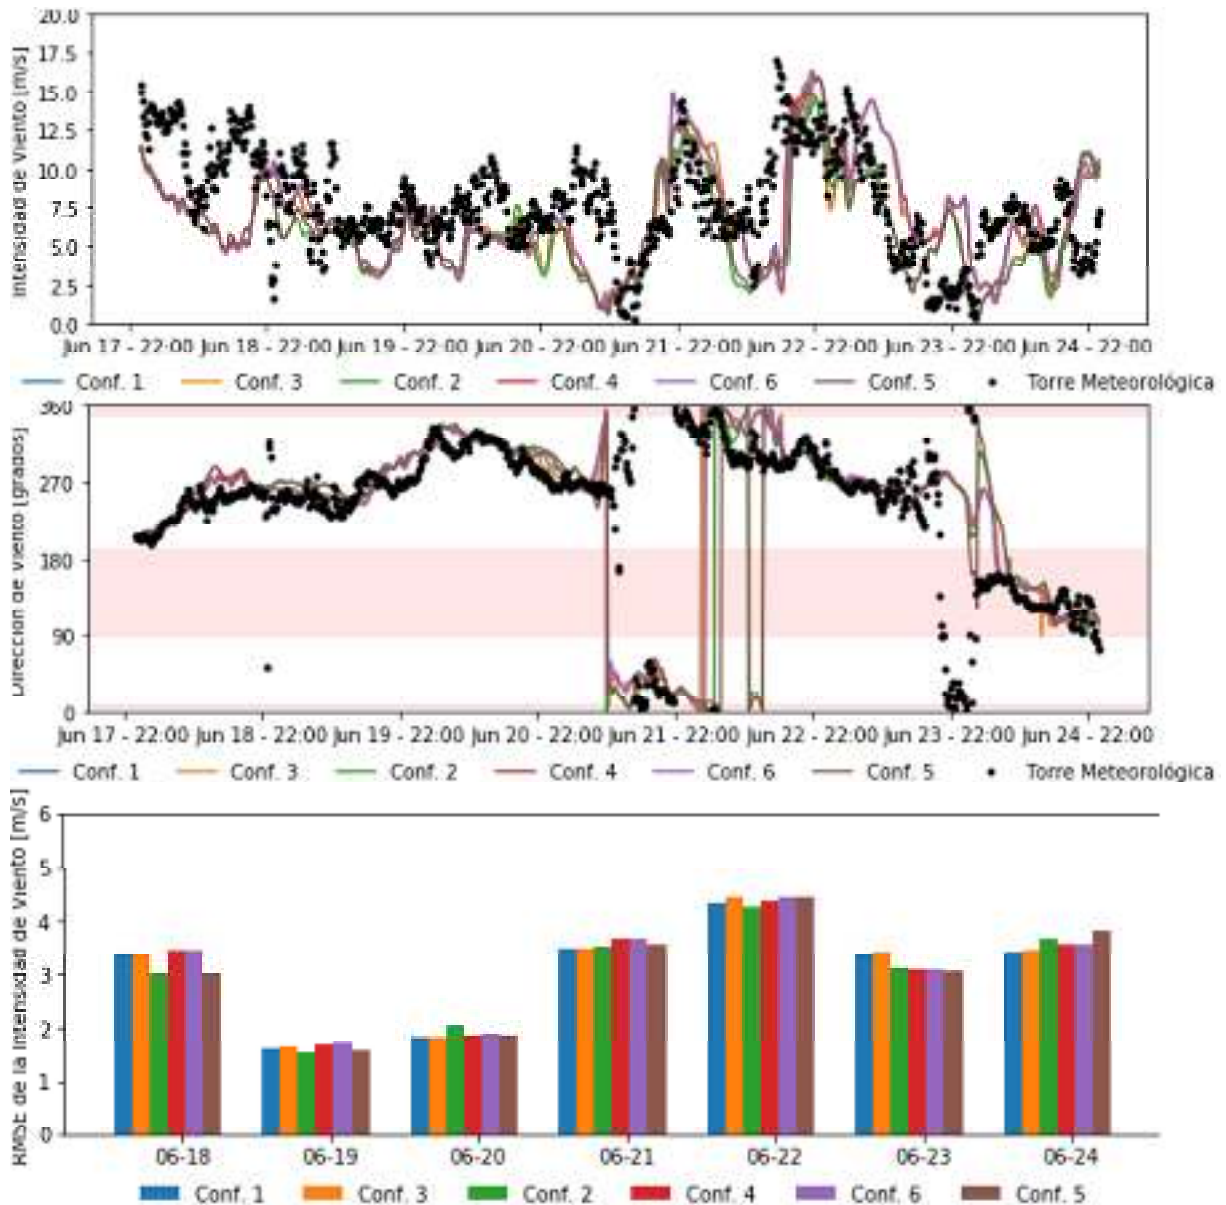 Intensidad de Viento [m/s]
20.0
17.5
15.0
12.5
10.0
7.5
5.0
2.5
0.0
Jun 17 - 22:00 Jun 18 - 22:00 Jun 19 - 22:00 Jun 20 - 22:00 Jun 21 - 22:00 Jun 22 - 22:00 Jun 23 - 22:00 Jun 24 - 22:00
Conf. 1 Conf. 3 Conf. 2 Conf. 4 Conf. 6 Conf. 5 Torre Meteorológica
Dirección de Viento [grados]
360
270
180
90
0
Jun 17 - 22:00 Jun 18 - 22:00 Jun 19 - 22:00 Jun 20 - 22:00 Jun 21 - 22:00 Jun 22 - 22:00 Jun 23 - 22:00 Jun 24 - 22:00
Conf. 1 Conf. 3 Conf. 2 Conf. 4 Conf. 6 Conf. 5 Torre Meteorológica
RMSE de la Intensidad de Viento [m/s]
6
5
4
3
2
1
0
06-18 06-19 06-20 06-21 06-22 06-23 06-24
Conf. 1 Conf. 3 Conf. 2 Conf. 4 Conf. 6 Conf. 5